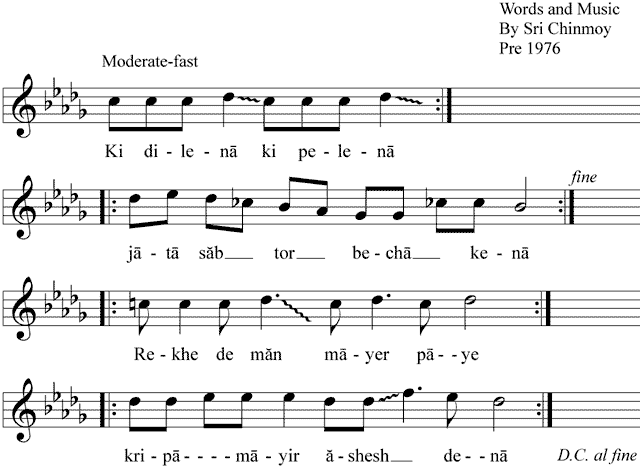 Words and Music
By Sri Chinmoy
Pre 1976
Moderate-fast
Ki di - le - nā ki pe - le - nā
fine
jā - tā săb__ tor be - chā ke - nā
Re - khe de măn mā - yer pā - - ye
kri - pā - - - - mā - yir ă - shesh__ de - nā D.C. al fine